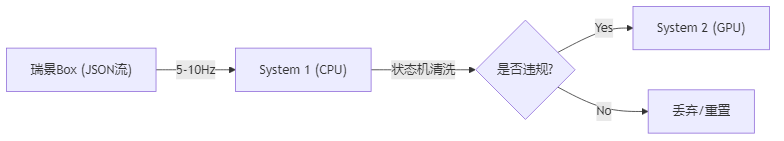 瑞景Box (JSON流)
5-10Hz
System 1 (CPU)
状态机清洗
是否违规?
Yes
System 2 (GPU)
No
丢弃/重置